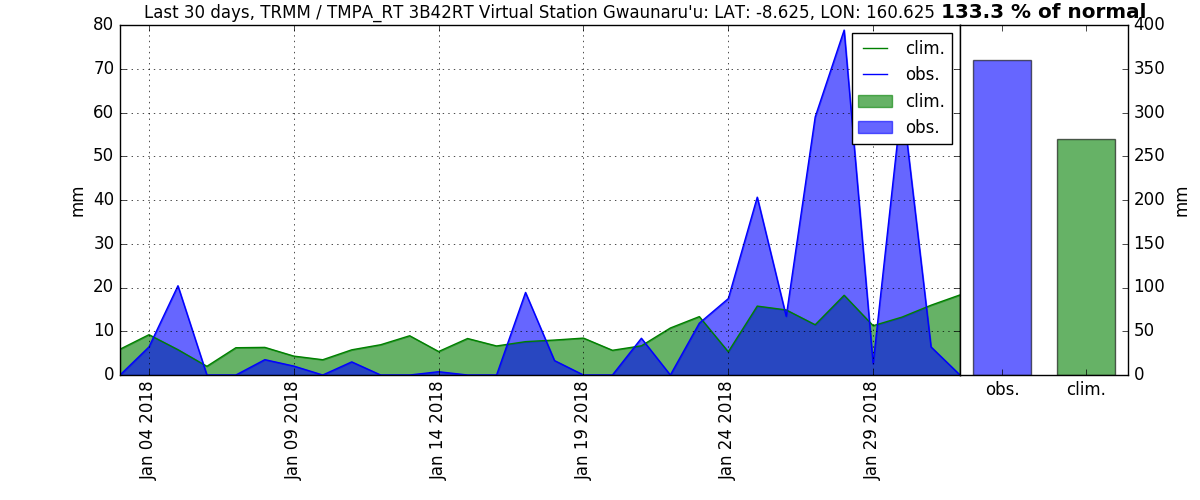 Last 30 days, TRMM / TMPA_RT 3B42RT Virtual Station Gwaunaru'u: LAT: -8.625, LON: 160.625 133.3 % of normal
80
70
60
50
40
30
20
10
0
mm
clim.
obs.
clim.
obs.
Jan 04 2018
Jan 09 2018
Jan 14 2018
Jan 19 2018
Jan 24 2018
Jan 29 2018
400
350
300
250
200
150
100
50
0
mm
obs.
clim.